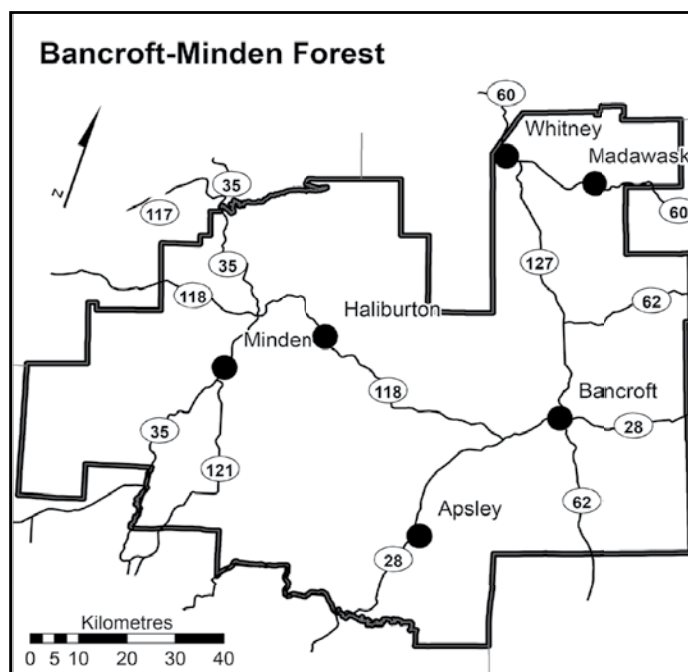 Bancroft-Minden Forest
60
Whitney
Madawask
N
35
117
60
35
127
118
62
Haliburton
Minden
118
Bancroft
35
28
121
62
Apsley
28
Kilometres
0 5 10 20 30 40